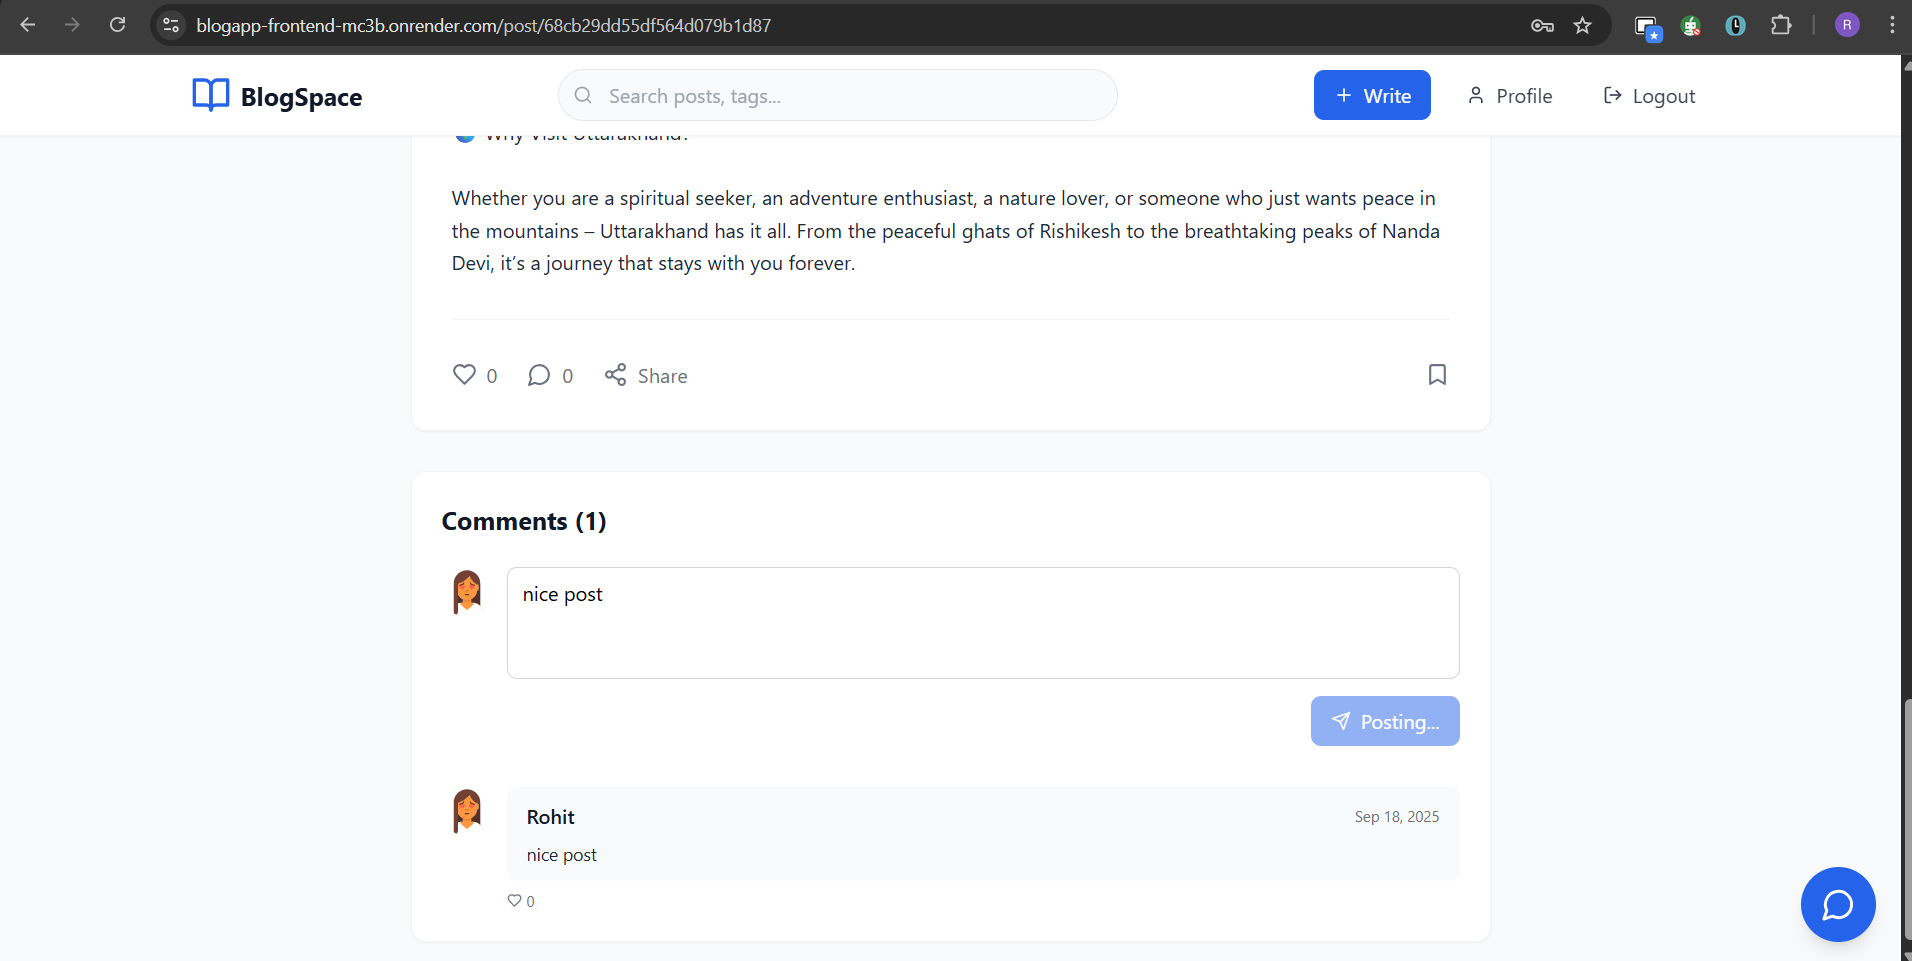 blogapp-frontend-mc3b.onrender.com/post/68cb29dd55df564d079b1d87
R
BlogSpace
Search posts, tags...
+ Write
Profile
Logout
Why Visit Uttarakhand?
Whether you are a spiritual seeker, an adventure enthusiast, a nature lover, or someone who just wants peace in
the mountains – Uttarakhand has it all. From the peaceful ghats of Rishikesh to the breathtaking peaks of Nanda
Devi, it’s a journey that stays with you forever.
0
0
Share
Comments (1)
nice post
Posting...
Rohit
Sep 18, 2025
nice post
0